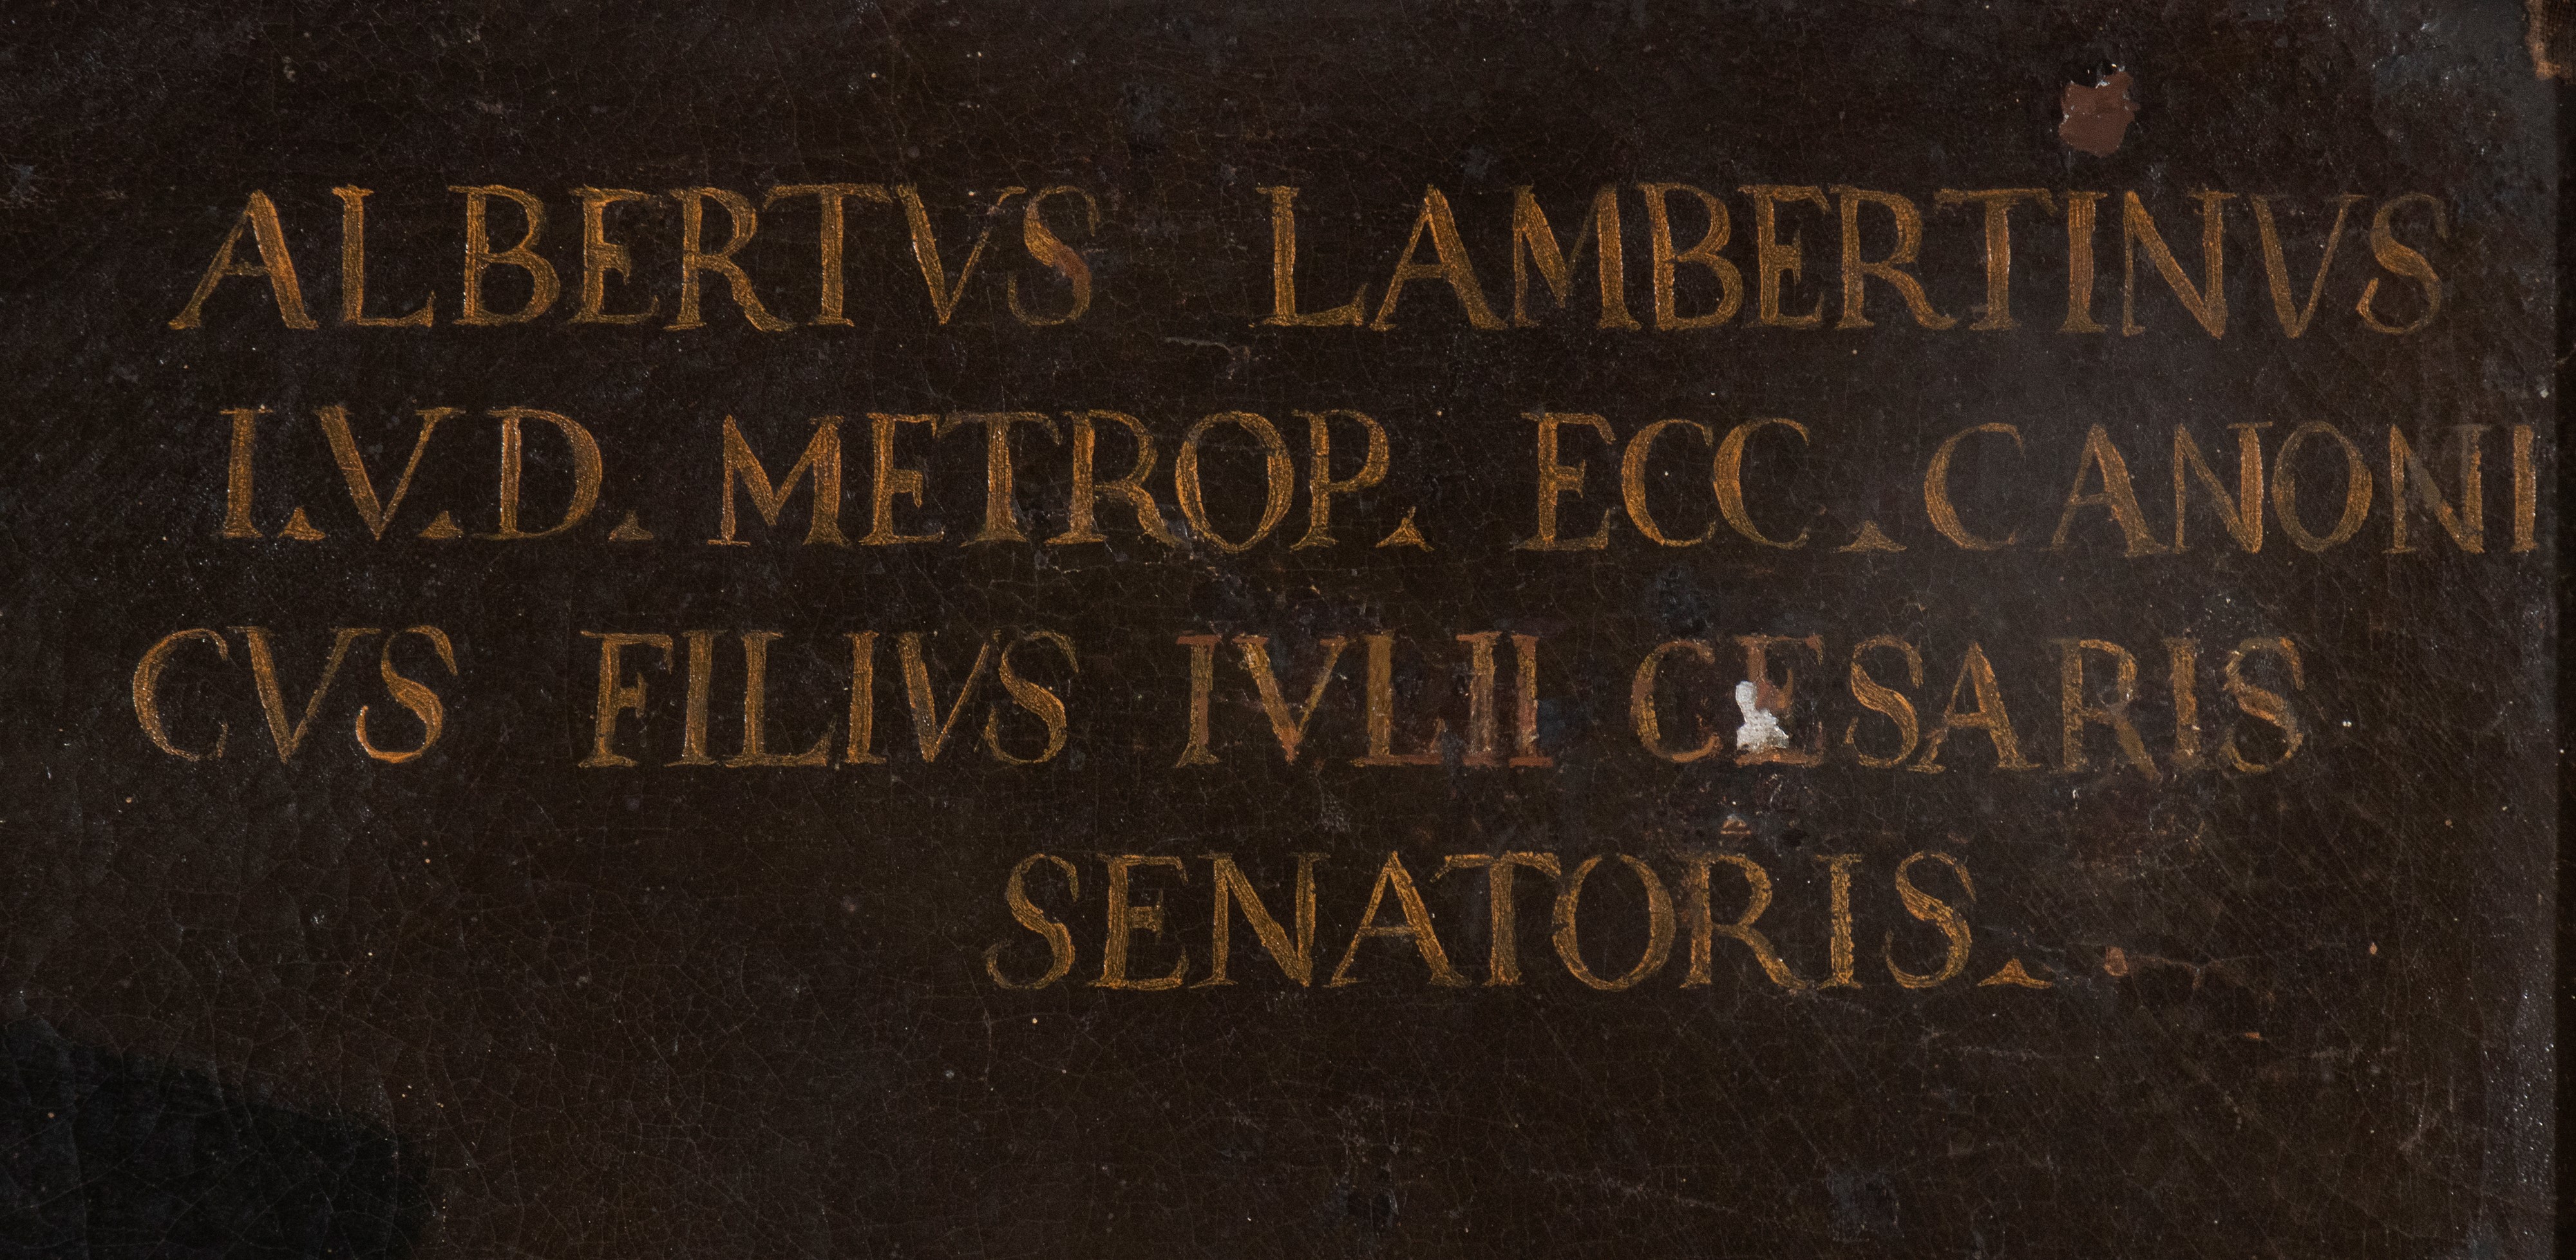 ALBERTVS LAMBERTINVS
I.V.D. METROP. ECC. CANONI
CVS FILIVS IVLII CESARIS
SENATORIS.